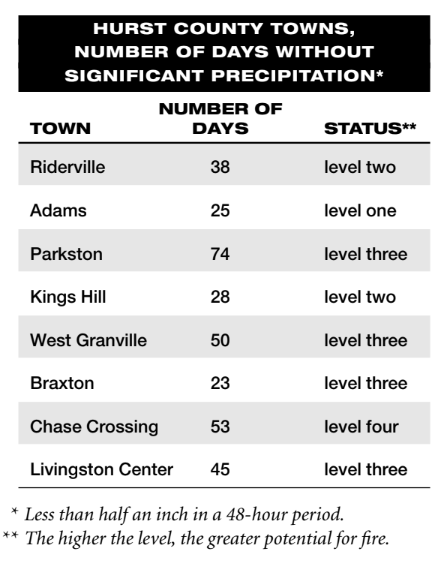 HURST COUNTY TOWNS,
NUMBER OF DAYS WITHOUT
SIGNIFICANT PRECIPITATION*
NUMBER OF
TOWN DAYS STATUS**
Riderville 38 level two
Adams 25 level one
Parkston 74 level three
Kings Hill 28 level two
West Granville 50 level three
Braxton 23 level three
Chase Crossing 53 level four
Livingston Center 45 level three
* Less than half an inch in a 48-hour period.
** The higher the level, the greater potential for fire.